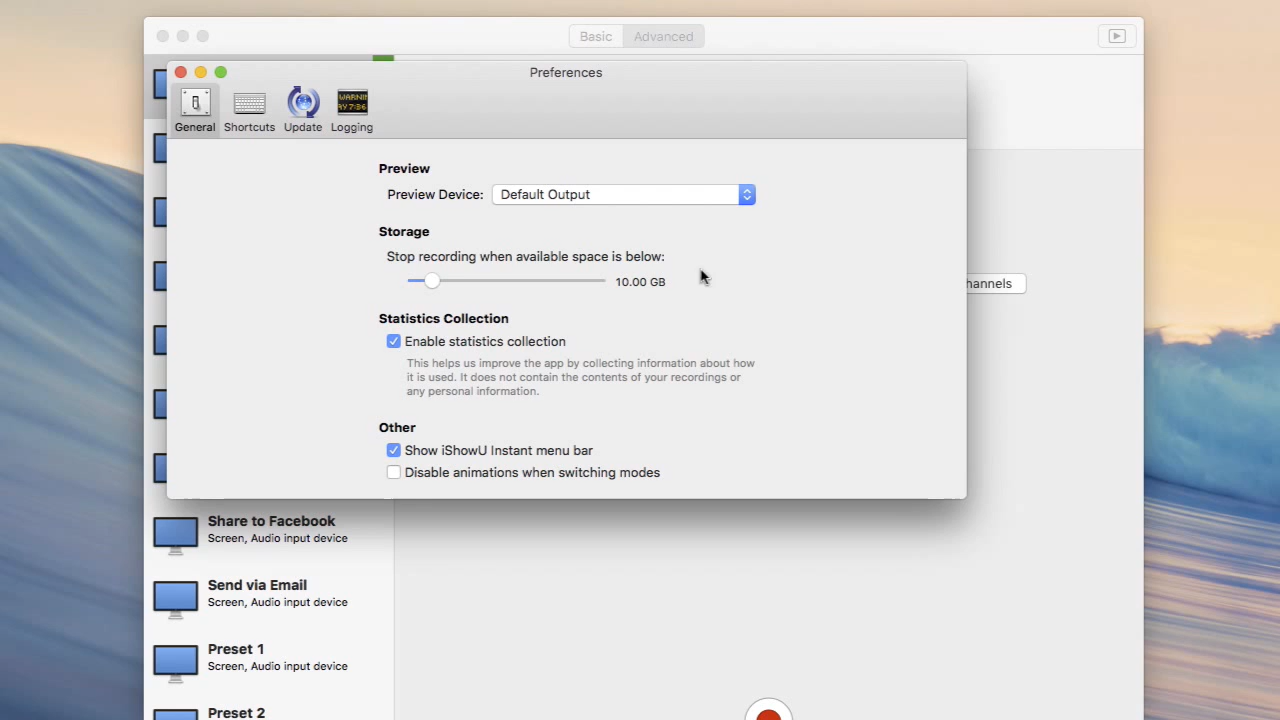 Basic Advanced
Preferences
WARNIN
AY 7:36
General Shortcuts Update Logging
Preview
Preview Device: Default Output
Storage
Stop recording when available space is below:
10.00 GB
hannels
Statistics Collection
Enable statistics collection
This helps us improve the app by collecting information about how
it is used. It does not contain the contents of your recordings or
any personal information.
Other
Show iShowU Instant menu bar
Disable animations when switching modes
Share to Facebook
Screen, Audio input device
Send via Email
Screen, Audio input device
Preset 1
Screen, Audio input device
Preset 2